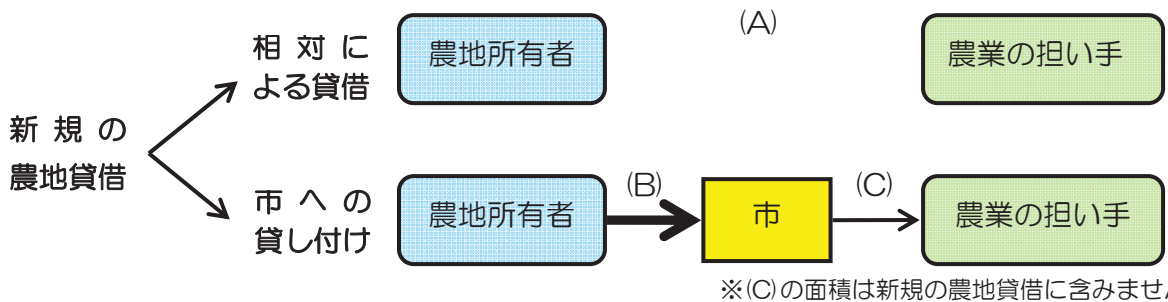 新規の
農地貸借
相対に
よる貸借
農地所有者
(A)
農業の担い手
市への
貸し付け
農地所有者
(B)
市
(C)
農業の担い手
※(C)の面積は新規の農地貸借に含みませ